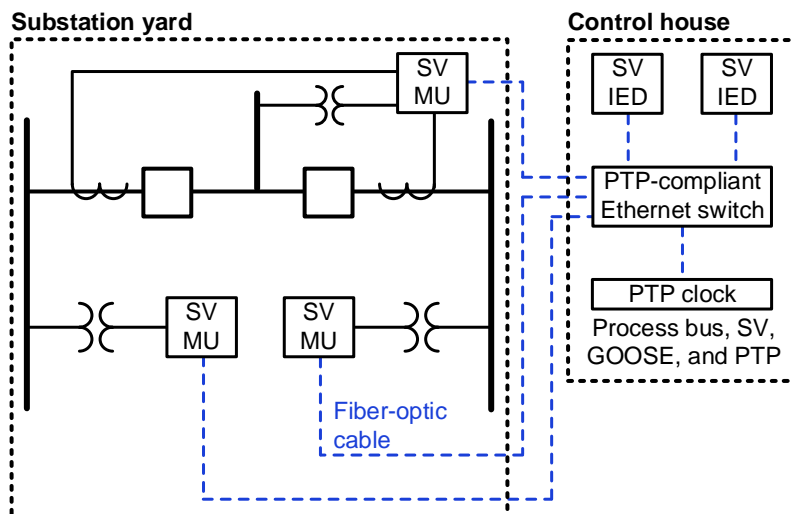 Substation yard
SV
MU
SV
MU
SV
MU
Fiber-optic
cable
Control house
SV
IED
SV
IED
PTP-compliant
Ethernet switch
PTP clock
Process bus, SV,
GOOSE, and PTP